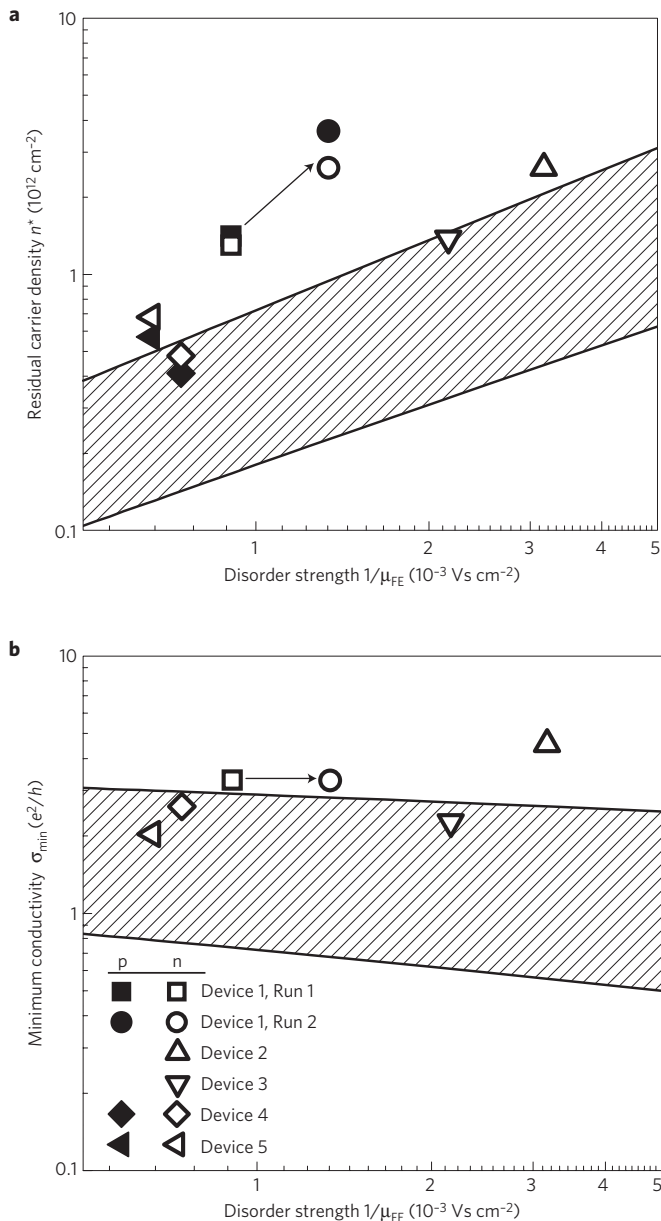 a
10
1
0.1
Residual carrier density n* (10¹² cm⁻²)
1
2
3
4
5
Disorder strength 1/μFE (10⁻³ Vs cm⁻²)
b
10
1
0.1
Minimum conductivity σmin (e²/h)
p n
Device 1, Run 1
Device 1, Run 2
Device 2
Device 3
Device 4
Device 5
1
2
3
4
5
Disorder strength 1/μFE (10⁻³ Vs cm⁻²)